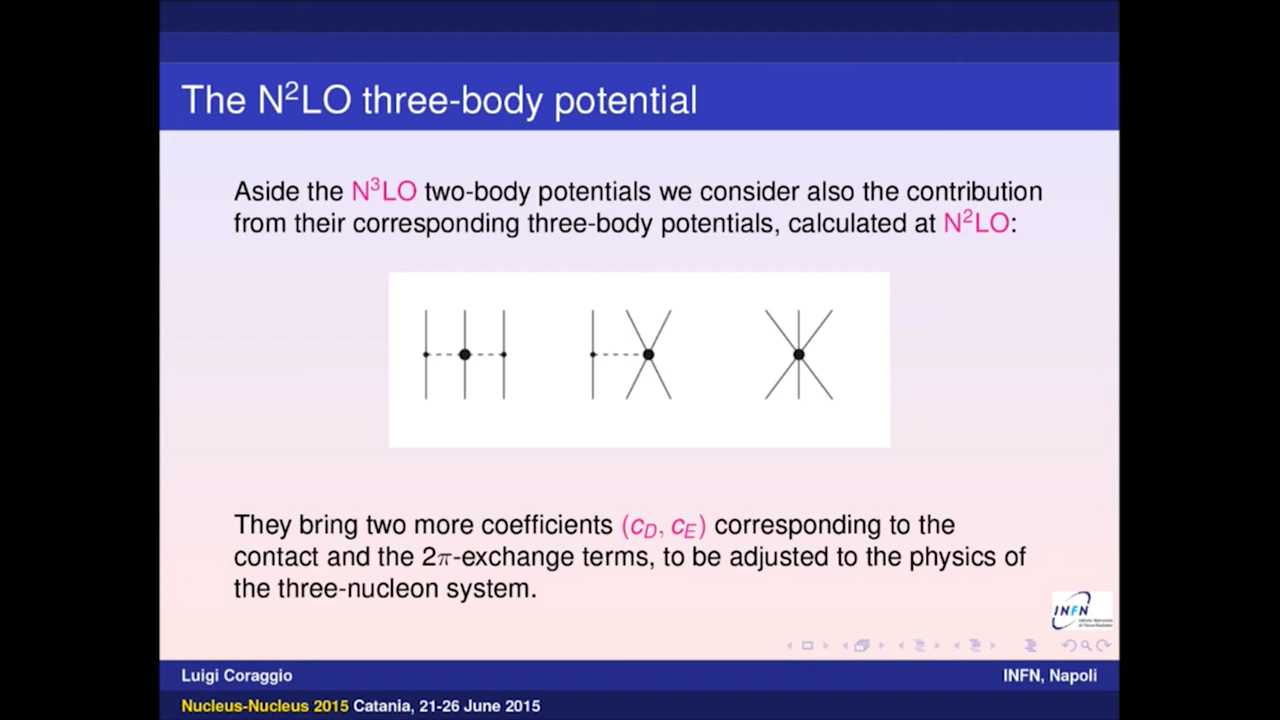 The N²LO three-body potential
Aside the N³LO two-body potentials we consider also the contribution
from their corresponding three-body potentials, calculated at N²LO:
They bring two more coefficients (c_D, c_E) corresponding to the
contact and the 2π-exchange terms, to be adjusted to the physics of
the three-nucleon system.
INFN
Luigi Coraggio
INFN, Napoli
Nucleus-Nucleus 2015 Catania, 21-26 June 2015